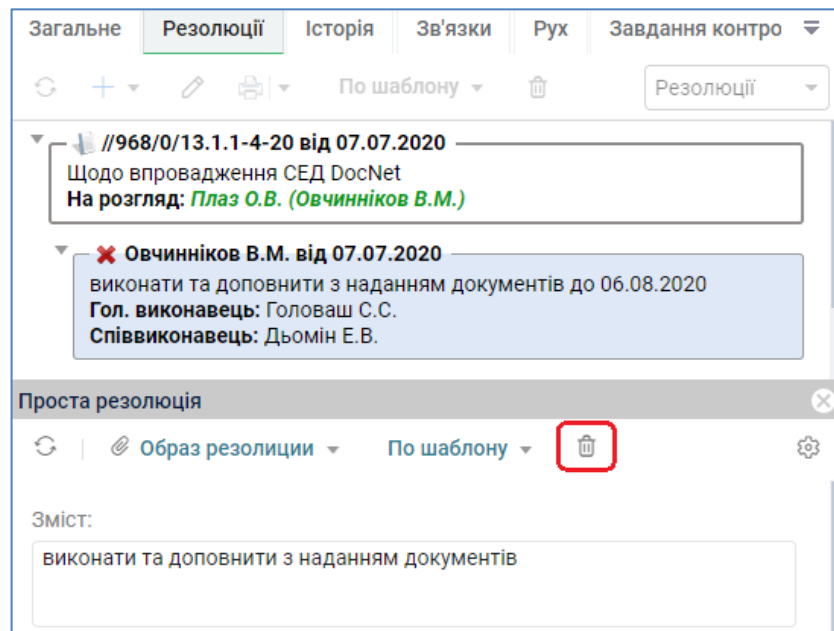 Загальне Резолюції Історія Зв'язки Рух Завдання контро
По шаблону Резолюції
//968/0/13.1.1-4-20 від 07.07.2020
Щодо впровадження СЕД DocNet
На розгляд: Плаз О.В. (Овчинніков В.М.)
Овчинніков В.М. від 07.07.2020
виконати та доповнити з наданням документів до 06.08.2020
Гол. виконавець: Головаш С.С.
Співвиконавець: Дьомін Е.В.
Проста резолюція
Образ резолиции По шаблону
Зміст:
виконати та доповнити з наданням документів